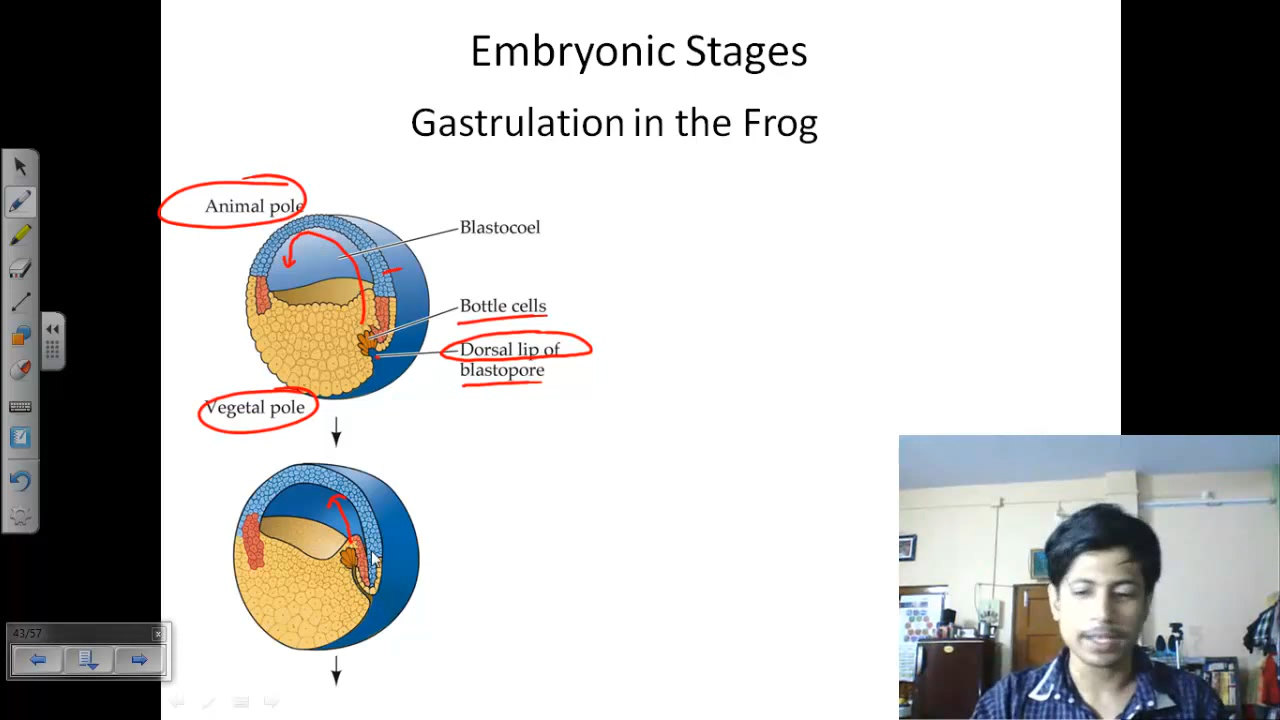 Embryonic Stages
Gastrulation in the Frog
Animal pole
Blastocoel
Bottle cells
Dorsal lip of
blastopore
Vegetal pole
43/57